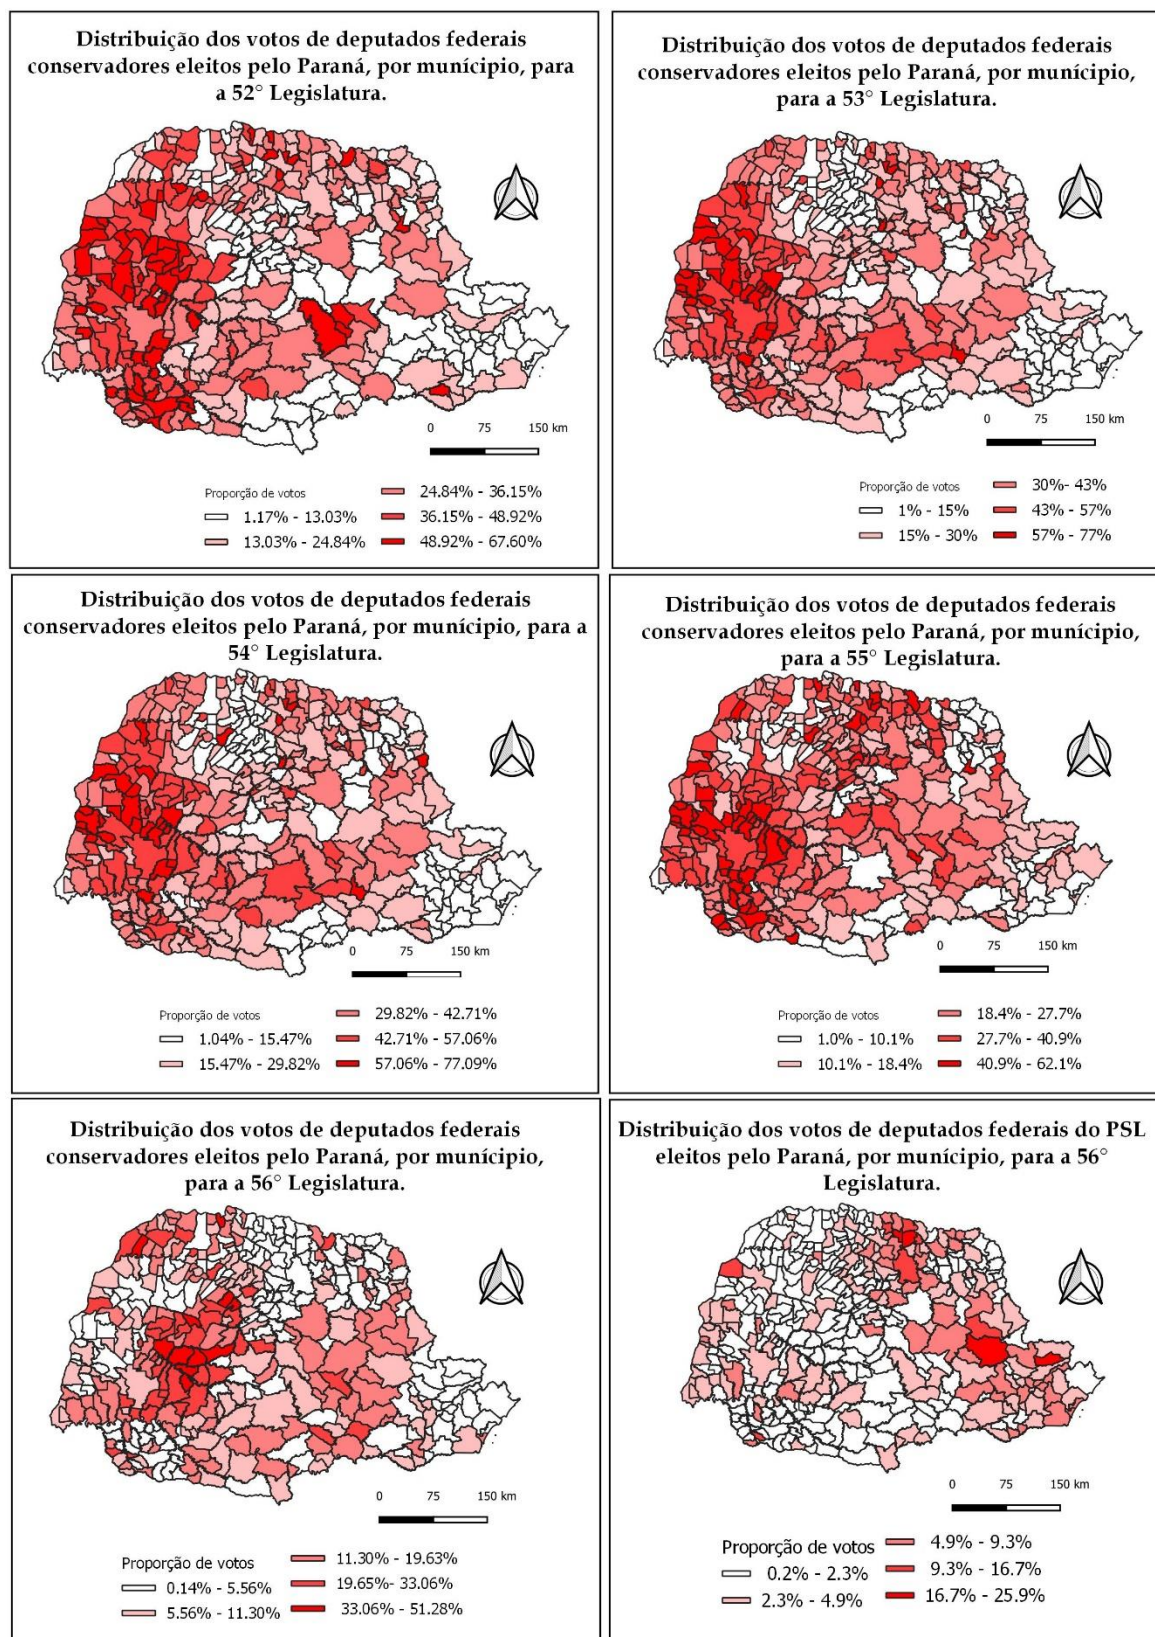 Distribuição dos votos de deputados federais
conservadores eleitos pelo Paraná, por munícipio, para
a 52° Legislatura.
0 75 150 km
Proporção de votos
1.17% - 13.03%
13.03% - 24.84%
24.84% - 36.15%
36.15% - 48.92%
48.92% - 67.60%
Distribuição dos votos de deputados federais
conservadores eleitos pelo Paraná, por munícipio,
para a 53° Legislatura.
0 75 150 km
Proporção de votos
1% - 15%
15% - 30%
30%- 43%
43% - 57%
57% - 77%
Distribuição dos votos de deputados federais
conservadores eleitos pelo Paraná, por munícipio, para a
54° Legislatura.
0 75 150 km
Proporção de votos
1.04% - 15.47%
15.47% - 29.82%
29.82% - 42.71%
42.71% - 57.06%
57.06% - 77.09%
Distribuição dos votos de deputados federais
conservadores eleitos pelo Paraná, por munícipio,
para a 55° Legislatura.
0 75 150 km
Proporção de votos
1.0% - 10.1%
10.1% - 18.4%
18.4% - 27.7%
27.7% - 40.9%
40.9% - 62.1%
Distribuição dos votos de deputados federais
conservadores eleitos pelo Paraná, por munícipio,
para a 56° Legislatura.
0 75 150 km
Proporção de votos
0.14% - 5.56%
5.56% - 11.30%
11.30% - 19.63%
19.65%- 33.06%
33.06% - 51.28%
Distribuição dos votos de deputados federais do PSL
eleitos pelo Paraná, por munícipio, para a 56°
Legislatura.
0 75 150 km
Proporção de votos
0.2% - 2.3%
2.3% - 4.9%
4.9% - 9.3%
9.3% - 16.7%
16.7% - 25.9%